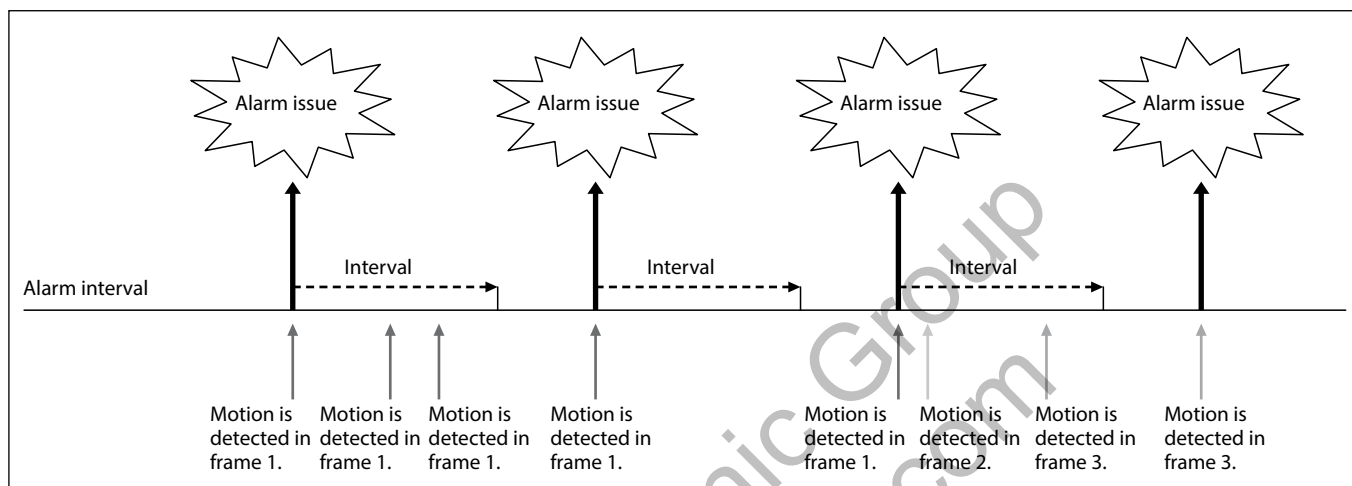 Alarm issue
Alarm issue
Alarm issue
Alarm issue
Interval
Interval
Interval
Alarm interval
Motion is
detected in
frame 1.
Motion is
detected in
frame 1.
Motion is
detected in
frame 1.
Motion is
detected in
frame 1.
Motion is
detected in
frame 1.
Motion is
detected in
frame 2.
Motion is
detected in
frame 3.
Motion is
detected in
frame 3.
Group